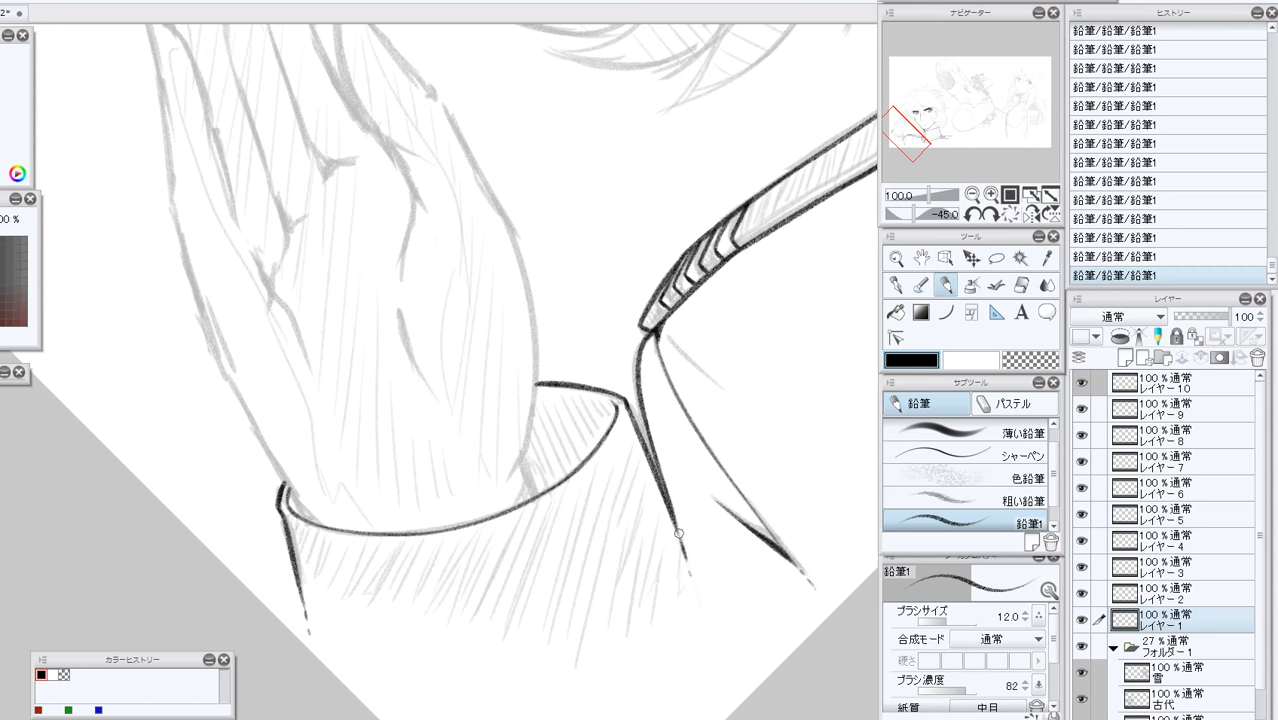 2*
00 %
カラーヒストリー
ナビゲーター
100.0
-45.0
ツール
サブツール
鉛筆
パステル
薄い鉛筆
シャーペン
色鉛筆
粗い鉛筆
鉛筆1
鉛筆1
ブラシサイズ
12.0
合成モード
通常
硬さ
ブラシ濃度
82
紙質
中目
ヒストリー
鉛筆/鉛筆/鉛筆1
鉛筆/鉛筆/鉛筆1
鉛筆/鉛筆/鉛筆1
鉛筆/鉛筆/鉛筆1
鉛筆/鉛筆/鉛筆1
鉛筆/鉛筆/鉛筆1
鉛筆/鉛筆/鉛筆1
鉛筆/鉛筆/鉛筆1
鉛筆/鉛筆/鉛筆1
鉛筆/鉛筆/鉛筆1
鉛筆/鉛筆/鉛筆1
鉛筆/鉛筆/鉛筆1
鉛筆/鉛筆/鉛筆1
鉛筆/鉛筆/鉛筆1
レイヤー
通常
100
100 %通常
レイヤー10
100 %通常
レイヤー9
100 %通常
レイヤー8
100 %通常
レイヤー7
100 %通常
レイヤー6
100 %通常
レイヤー5
100 %通常
レイヤー4
100 %通常
レイヤー3
100 %通常
レイヤー2
100 %通常
レイヤー1
27 %通常
フォルダー1
100 %通常
雪
100 %通常
古代